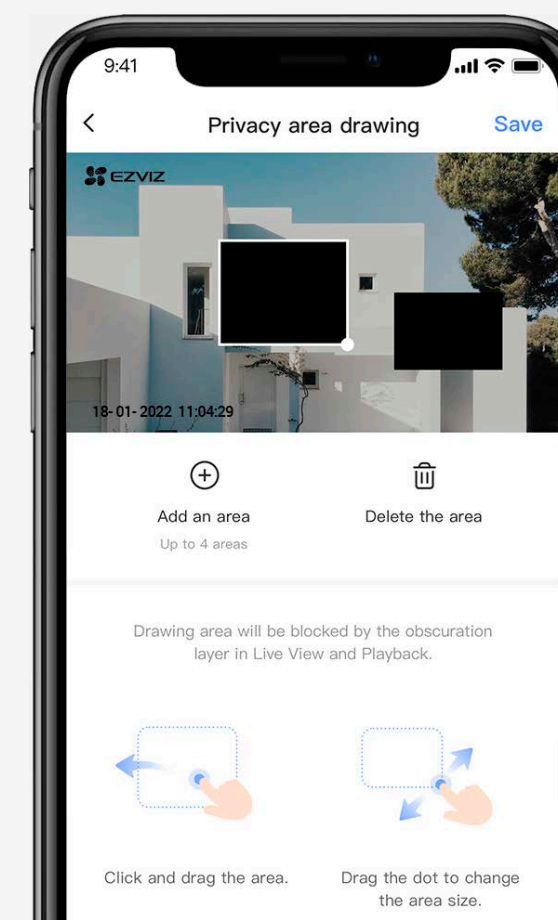 9:41
Privacy area drawing
Save
EZVIZ
18-01-2022 11:04:29
Add an area
Delete the area
Up to 4 areas
Drawing area will be blocked by the obscuration
layer in Live View and Playback.
Click and drag the area.
Drag the dot to change
the area size.